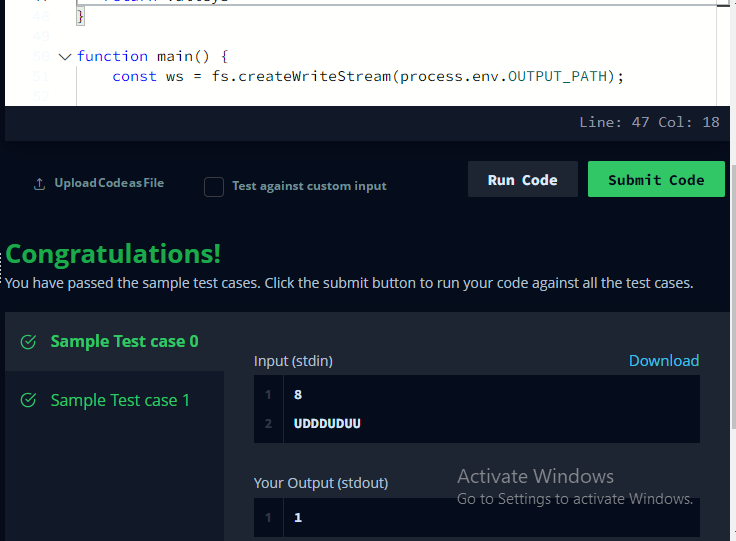 }
function main() {
const ws = fs.createWriteStream(process.env.OUTPUT_PATH);
Line: 47 Col: 18
Upload Code as File
Test against custom input
Run Code
Submit Code
Congratulations!
You have passed the sample test cases. Click the submit button to run your code against all the test cases.
Sample Test case 0
Sample Test case 1
Input (stdin)
Download
1 8
2 UDDDUDUU
Your Output (stdout)
1 1
Activate Windows
Go to Settings to activate Windows.